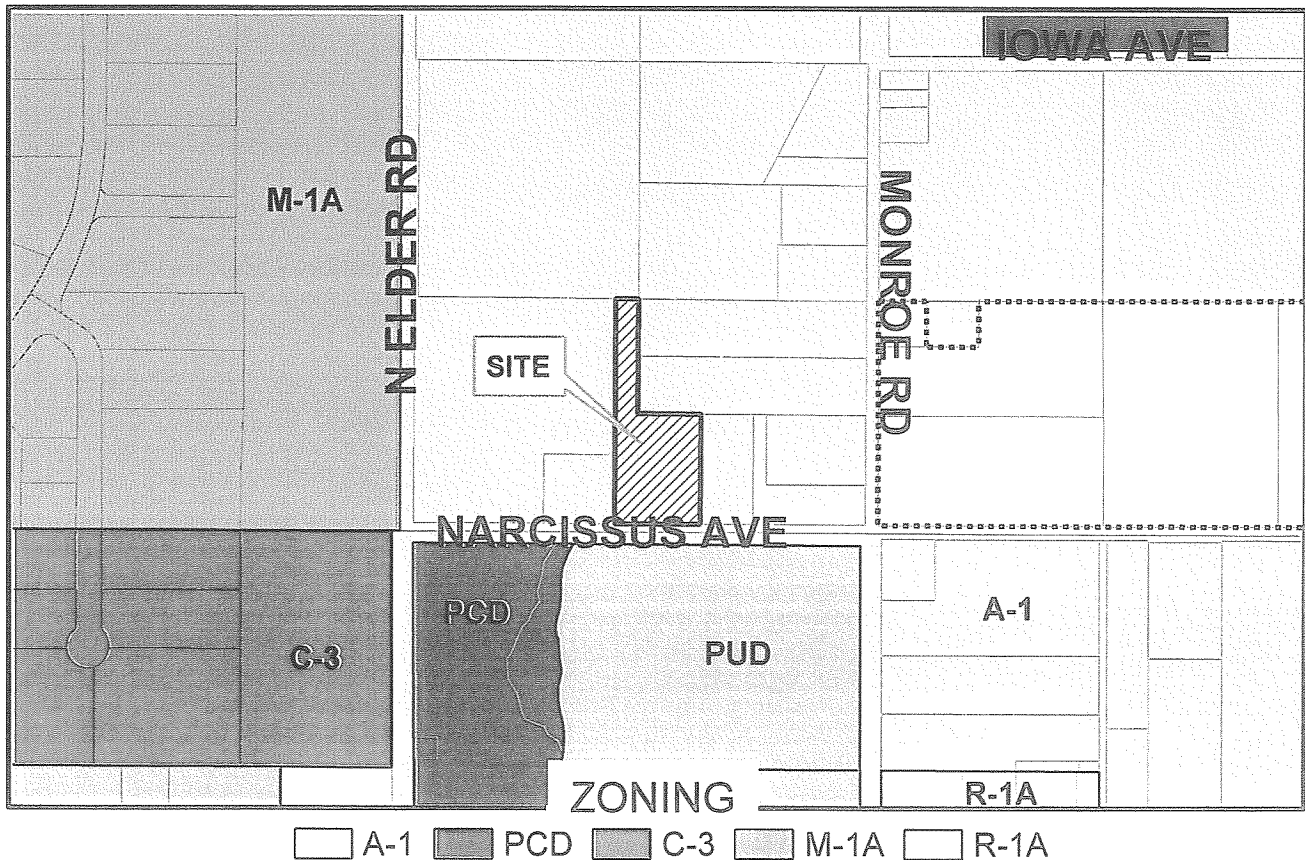 IOWA AVE
M-1A
N ELDER RD
MONROE RD
SITE
NARCISSUS AVE
PCD
PUD
A-1
C-3
R-1A
ZONING
A-1 PCD C-3 M-1A R-1A